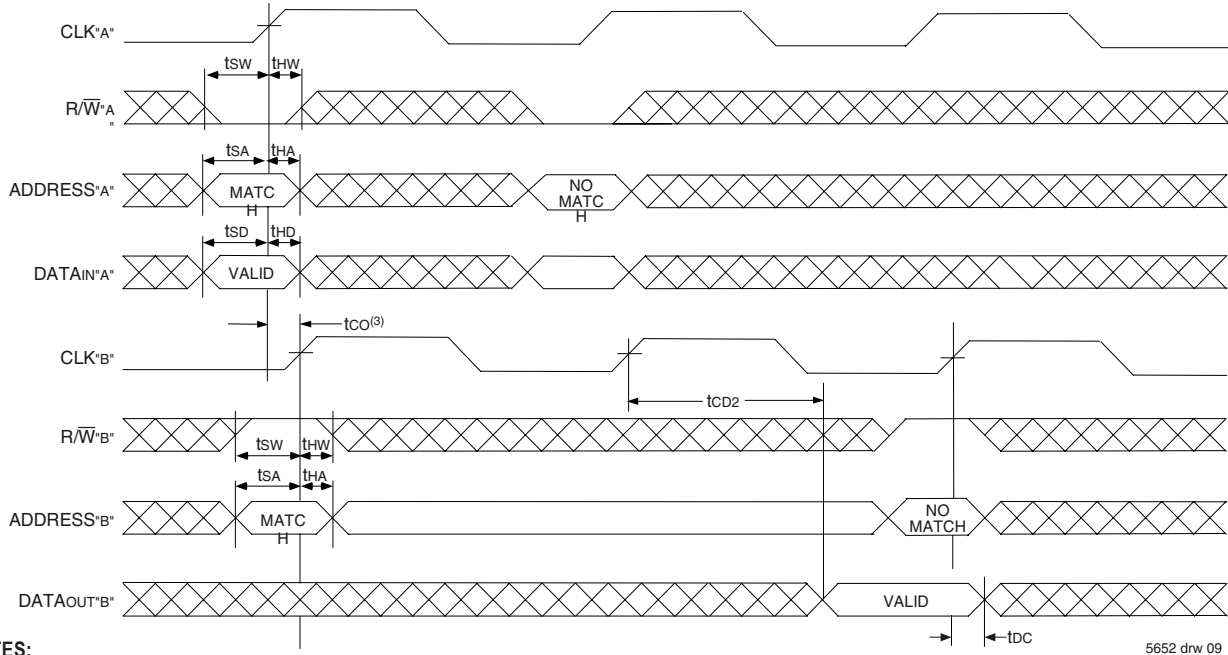 CLK"A"
tSW tHW
R/W"A
"
tSA tHA
ADDRESS"A"
MATC
H
NO
MATC
H
tSD tHD
DATAIN"A"
VALID
tCO(3)
CLK"B"
tCD2
R/W"B"
tSW tHW
tSA tHA
ADDRESS"B"
MATC
H
NO
MATCH
DATAOUT"B"
VALID
tDC
TES:
5652 drw 09